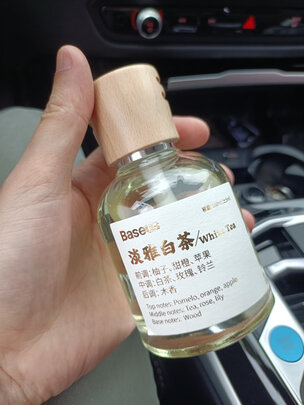 Baseus
淡雅白茶/White Tea
前调:柚子、甜橙、苹果
中调:白茶、玫瑰、铃兰
后调:木香
Top notes: Pomelo, orange, apple
Middle notes: Tea, rose, lily
Base note: Wood